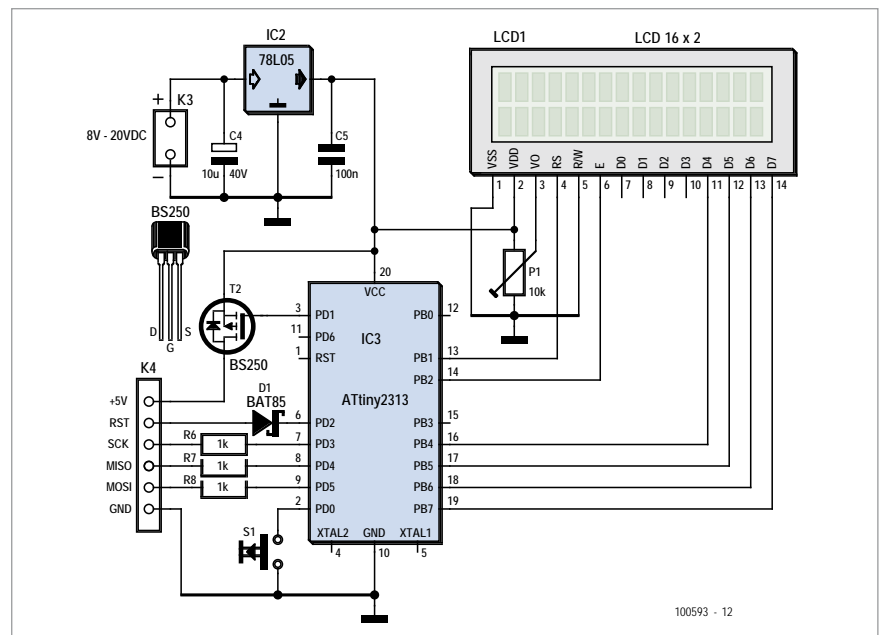 IC2
78L05
K3
+
8V - 20VDC
–
C4
10u
40V
C5
100n
LCD1
LCD 16 x 2
VSS
VDD
VO
RS
R/W
E
D0
D1
D2
D3
D4
D5
D6
D7
1
2
3
4
5
6
7
8
9
10
11
12
13
14
BS250
D
G
S
T2
BS250
P1
10k
20
VCC
IC3
ATtiny2313
3
PD1
11
PD6
1
RST
6
PD2
7
PD3
8
PD4
9
PD5
2
PD0
PB0
12
PB1
13
PB2
14
PB3
15
PB4
16
PB5
17
PB6
18
PB7
19
XTAL2
GND
XTAL1
4
10
5
K4
+5V
RST
SCK
MISO
MOSI
GND
D1
BAT85
R6
1k
R7
1k
R8
1k
S1
100593 - 12